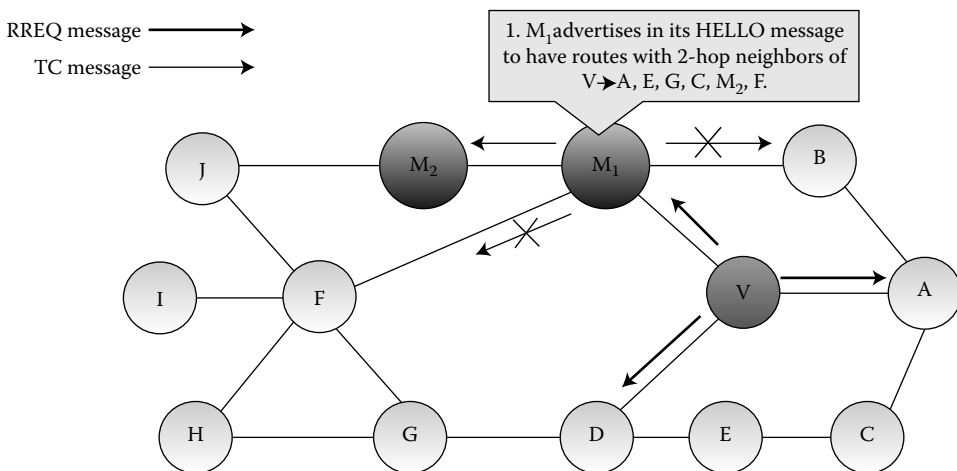 RREQ message
TC message
1. M₁advertises in its HELLO message
to have routes with 2-hop neighbors of
V→A, E, G, C, M₂, F.
J
M₂
M₁
B
I
F
V
A
H
G
D
E
C